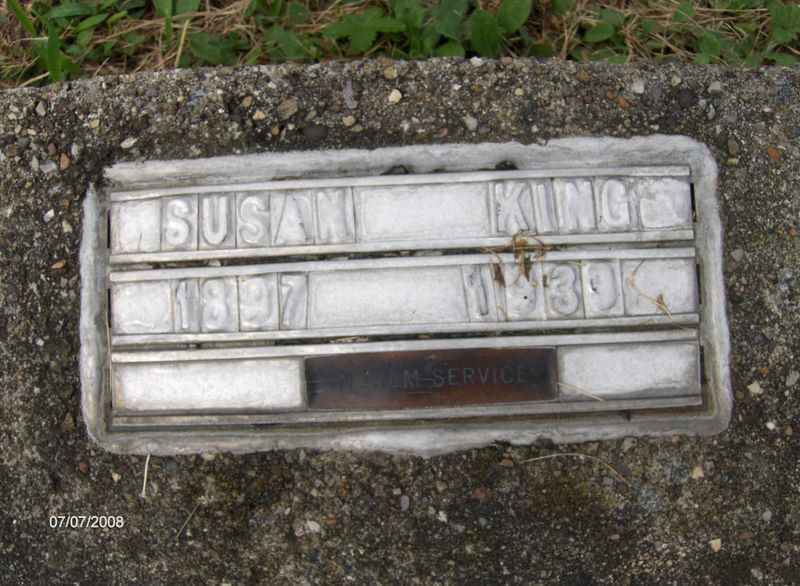 SUSAN KING
1897 1939
SERVICE
07/07/2008